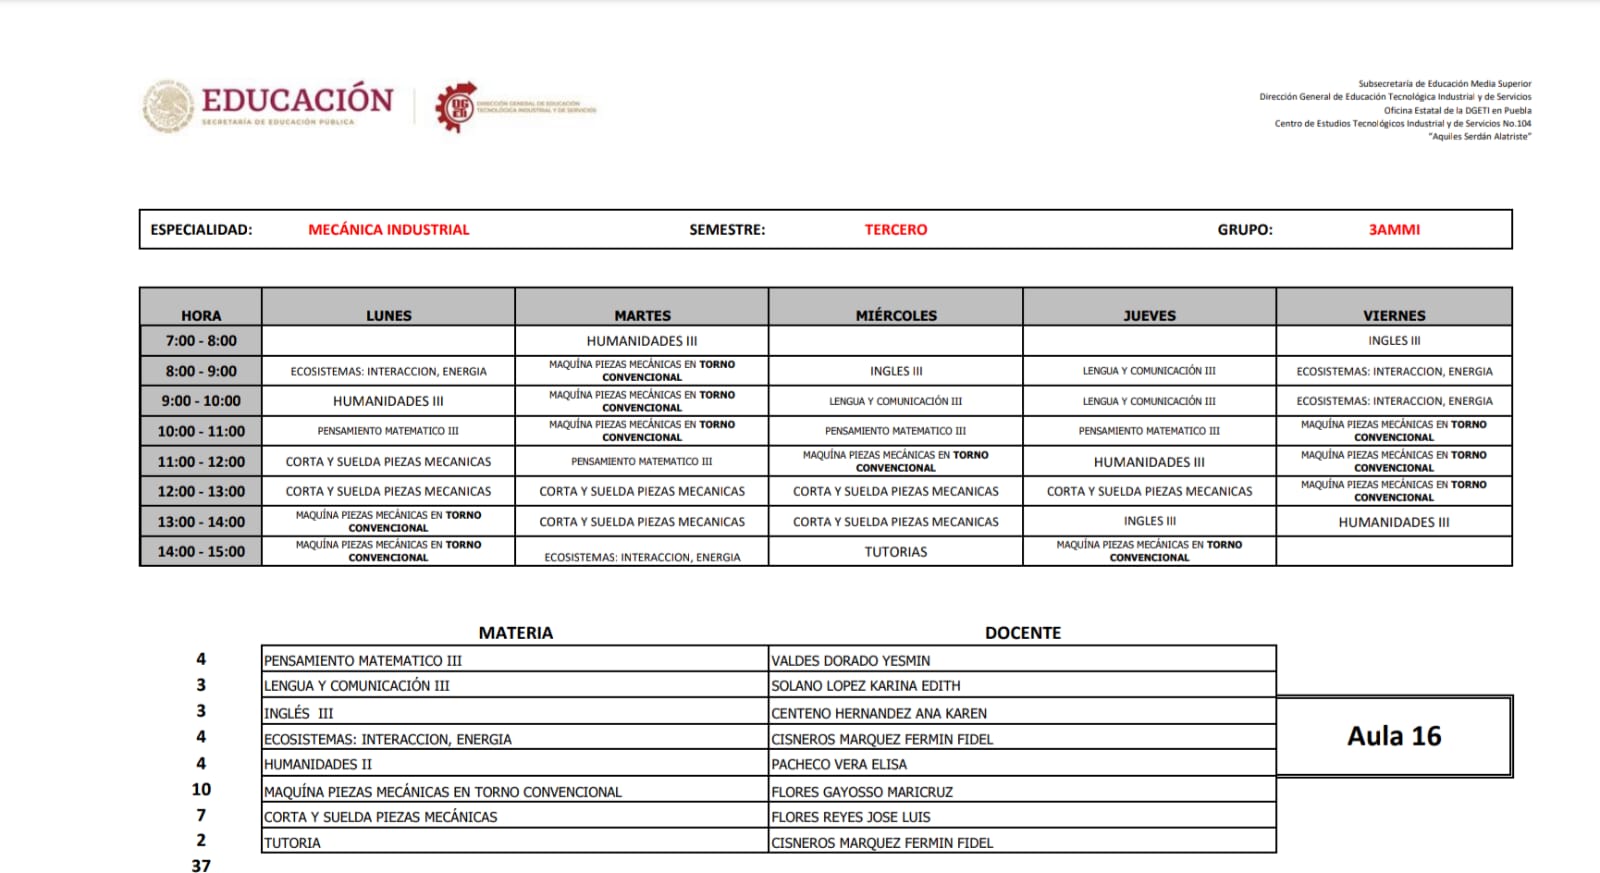 EDUCACIÓN
SECRETARÍA DE EDUCACIÓN PÚBLICA
DGETI
DIRECCIÓN GENERAL DE EDUCACIÓN
TECNOLÓGICA INDUSTRIAL Y DE SERVICIOS
Subsecretaría de Educación Media Superior
Dirección General de Educación Tecnológica Industrial y de Servicios
Oficina Estatal de la DGETI en Puebla
Centro de Estudios Tecnológicos Industrial y de Servicios No.104
"Aquiles Serdán Alatriste"
ESPECIALIDAD: MECÁNICA INDUSTRIAL SEMESTRE: TERCERO GRUPO: 3AMMI
HORA LUNES MARTES MIÉRCOLES JUEVES VIERNES
7:00 - 8:00 HUMANIDADES III INGLES III
8:00 - 9:00 ECOSISTEMAS: INTERACCION, ENERGIA MAQUÍNA PIEZAS MECÁNICAS EN TORNO CONVENCIONAL INGLES III LENGUA Y COMUNICACIÓN III ECOSISTEMAS: INTERACCION, ENERGIA
9:00 - 10:00 HUMANIDADES III MAQUÍNA PIEZAS MECÁNICAS EN TORNO CONVENCIONAL LENGUA Y COMUNICACIÓN III LENGUA Y COMUNICACIÓN III ECOSISTEMAS: INTERACCION, ENERGIA
10:00 - 11:00 PENSAMIENTO MATEMATICO III MAQUÍNA PIEZAS MECÁNICAS EN TORNO CONVENCIONAL PENSAMIENTO MATEMATICO III PENSAMIENTO MATEMATICO III MAQUÍNA PIEZAS MECÁNICAS EN TORNO CONVENCIONAL
11:00 - 12:00 CORTA Y SUELDA PIEZAS MECANICAS PENSAMIENTO MATEMATICO III MAQUÍNA PIEZAS MECÁNICAS EN TORNO CONVENCIONAL HUMANIDADES III MAQUÍNA PIEZAS MECÁNICAS EN TORNO CONVENCIONAL
12:00 - 13:00 CORTA Y SUELDA PIEZAS MECANICAS CORTA Y SUELDA PIEZAS MECANICAS CORTA Y SUELDA PIEZAS MECANICAS CORTA Y SUELDA PIEZAS MECANICAS MAQUÍNA PIEZAS MECÁNICAS EN TORNO CONVENCIONAL
13:00 - 14:00 MAQUÍNA PIEZAS MECÁNICAS EN TORNO CONVENCIONAL CORTA Y SUELDA PIEZAS MECANICAS CORTA Y SUELDA PIEZAS MECANICAS INGLES III HUMANIDADES III
14:00 - 15:00 MAQUÍNA PIEZAS MECÁNICAS EN TORNO CONVENCIONAL ECOSISTEMAS: INTERACCION, ENERGIA TUTORIAS MAQUÍNA PIEZAS MECÁNICAS EN TORNO CONVENCIONAL
MATERIA DOCENTE
4 PENSAMIENTO MATEMATICO III VALDES DORADO YESMIN
3 LENGUA Y COMUNICACIÓN III SOLANO LOPEZ KARINA EDITH
3 INGLÉS III CENTENO HERNANDEZ ANA KAREN
4 ECOSISTEMAS: INTERACCION, ENERGIA CISNEROS MARQUEZ FERMIN FIDEL
4 HUMANIDADES II PACHECO VERA ELISA
10 MAQUÍNA PIEZAS MECÁNICAS EN TORNO CONVENCIONAL FLORES GAYOSSO MARICRUZ
7 CORTA Y SUELDA PIEZAS MECÁNICAS FLORES REYES JOSE LUIS
2 TUTORIA CISNEROS MARQUEZ FERMIN FIDEL
37
Aula 16